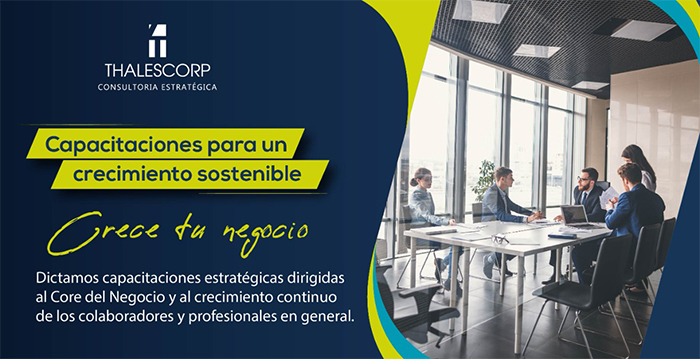 THALESCORP
CONSULTORIA ESTRATÉGICA
Capacitaciones para un
crecimiento sostenible
Crece tu negocio
Dictamos capacitaciones estratégicas dirigidas
al Core del Negocio y al crecimiento continuo
de los colaboradores y profesionales en general.